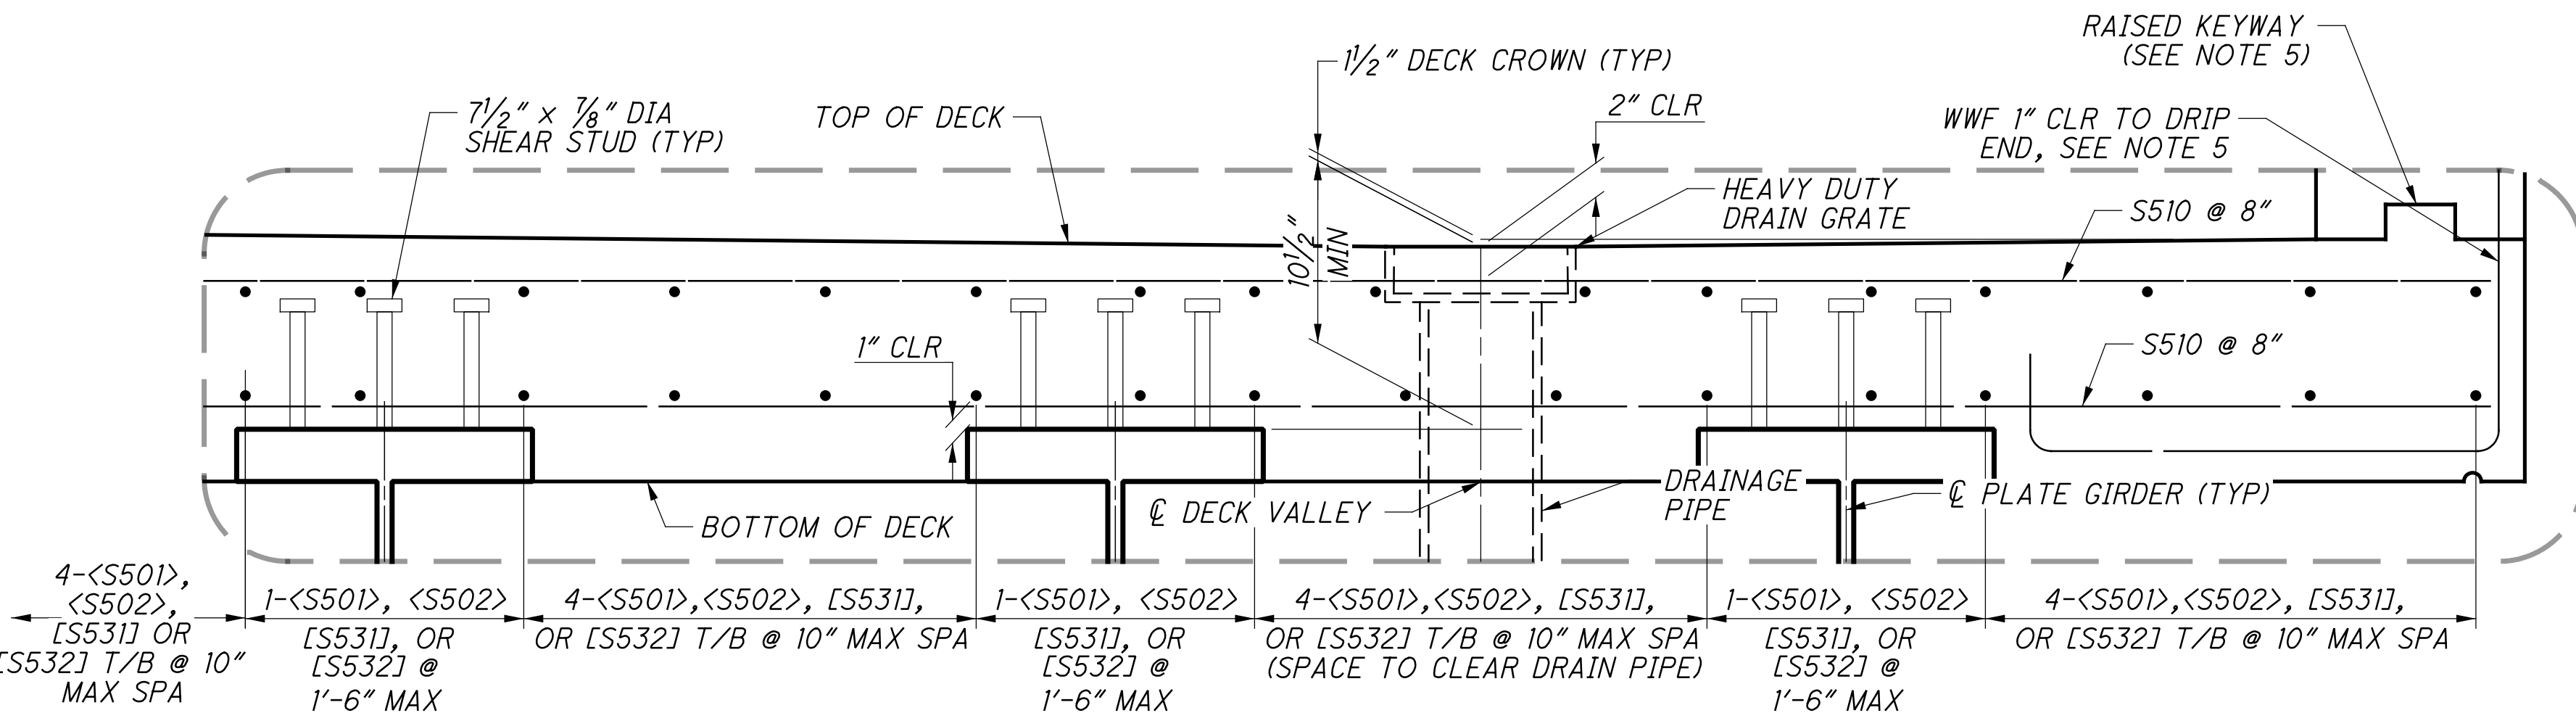 RAISED KEYWAY
(SEE NOTE 5)
1½" DECK CROWN (TYP)
7½" × ⅞" DIA
SHEAR STUD (TYP)
TOP OF DECK
2" CLR
WWF 1" CLR TO DRIP
END, SEE NOTE 5
HEAVY DUTY
DRAIN GRATE
S510 @ 8"
10½"
MIN
1" CLR
S510 @ 8"
BOTTOM OF DECK
℄ DECK VALLEY
DRAINAGE
PIPE
℄ PLATE GIRDER (TYP)
4-<S501>,
<S502>,
[S531] OR
[S532] T/B @ 10"
MAX SPA
1-<S501>, <S502>
[S531], OR
[S532] @
1'-6" MAX
4-<S501>,<S502>, [S531],
OR [S532] T/B @ 10" MAX SPA
1-<S501>, <S502>
[S531], OR
[S532] @
1'-6" MAX
4-<S501>,<S502>, [S531],
OR [S532] T/B @ 10" MAX SPA
(SPACE TO CLEAR DRAIN PIPE)
1-<S501>, <S502>
[S531], OR
[S532] @
1'-6" MAX
4-<S501>,<S502>, [S531],
OR [S532] T/B @ 10" MAX SPA